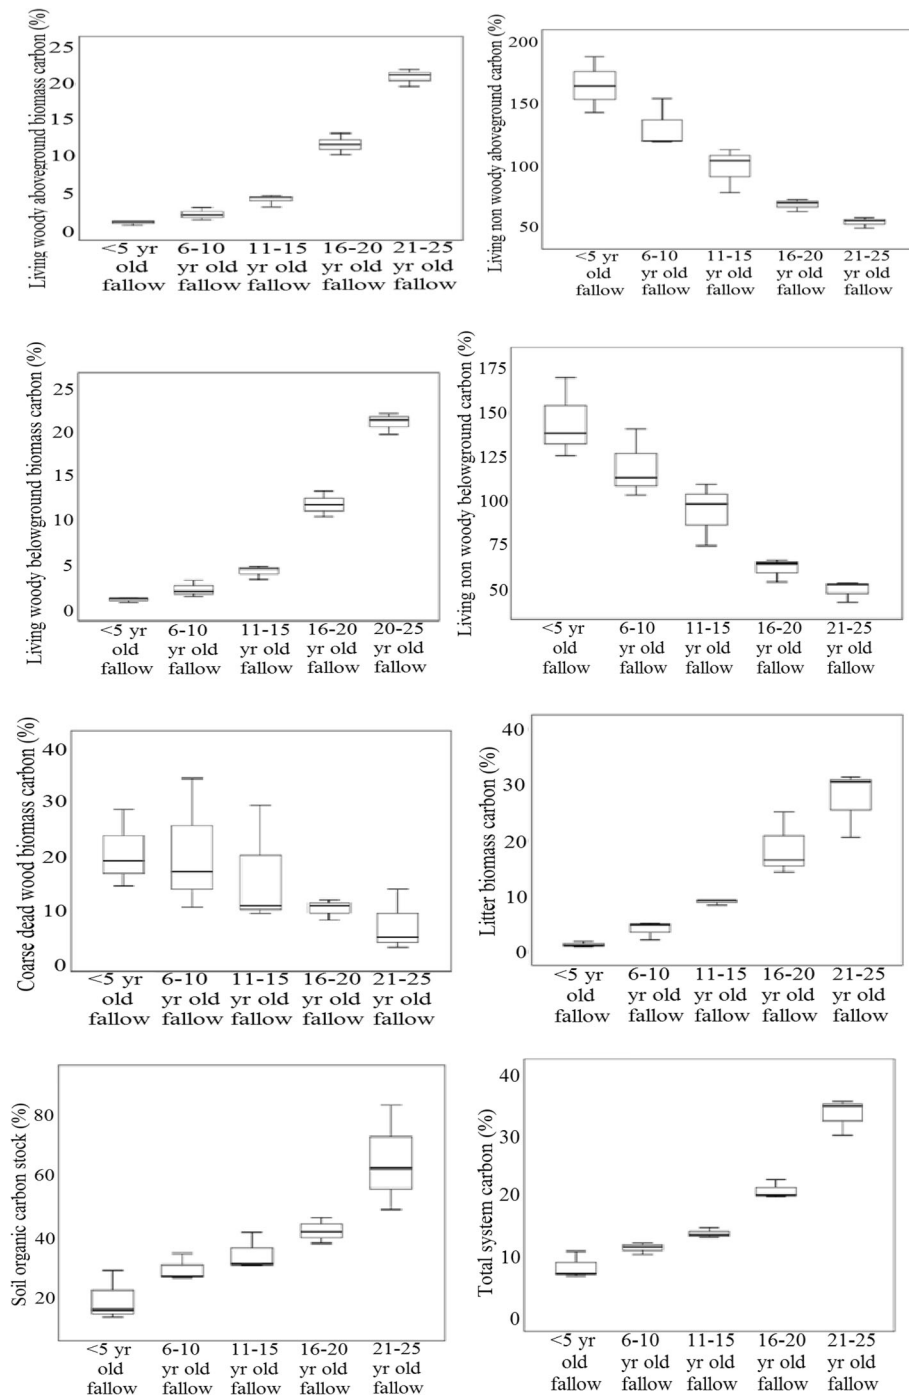 Living woody aboveground biomass carbon (%)
25
20
15
10
5
0
<5 yr 6-10 11-15 16-20 21-25
old yr old yr old yr old yr old
fallow fallow fallow fallow fallow
Living non woody aboveground carbon (%)
200
150
100
50
<5 yr 6-10 11-15 16-20 21-25
old yr old yr old yr old yr old
fallow fallow fallow fallow fallow
Living woody belowground biomass carbon (%)
25
20
15
10
5
0
<5 yr 6-10 11-15 16-20 20-25
old yr old yr old yr old yr old
fallow fallow fallow fallow fallow
Living non woody belowground carbon (%)
175
150
125
100
75
50
<5 yr 6-10 11-15 16-20 21-25
old yr old yr old yr old yr old
fallow fallow fallow fallow fallow
Coarse dead wood biomass carbon (%)
40
30
20
10
0
<5 yr 6-10 11-15 16-20 21-25
old yr old yr old yr old yr old
fallow fallow fallow fallow fallow
Litter biomass carbon (%)
40
30
20
10
0
<5 yr 6-10 11-15 16-20 21-25
old yr old yr old yr old yr old
fallow fallow fallow fallow fallow
Soil organic carbon stock (%)
80
60
40
20
<5 yr 6-10 11-15 16-20 21-25
old yr old yr old yr old yr old
fallow fallow fallow fallow fallow
Total system carbon (%)
40
30
20
10
0
<5 yr 6-10 11-15 16-20 21-25
old yr old yr old yr old yr old
fallow fallow fallow fallow fallow